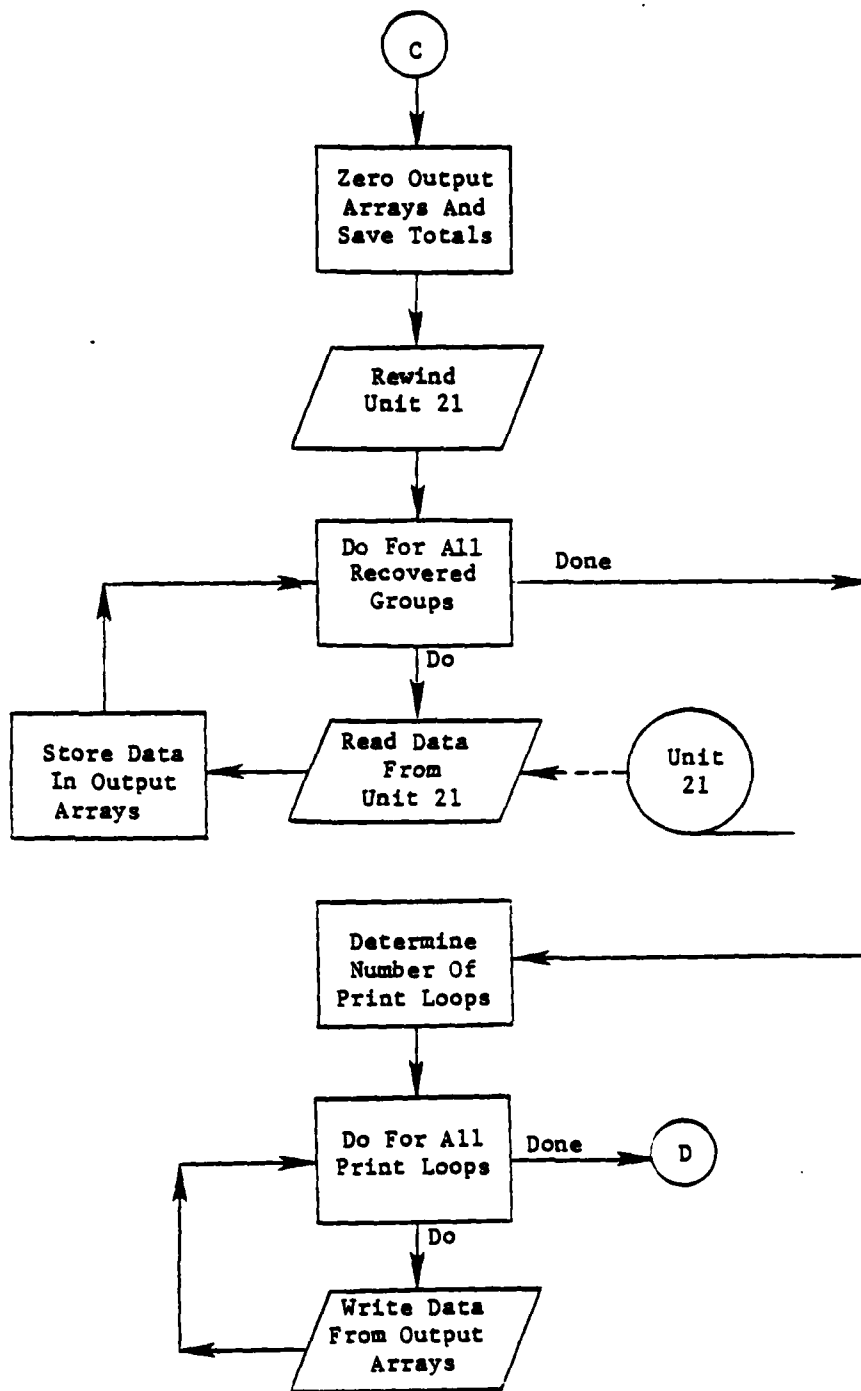 C
Zero Output
Arrays And
Save Totals
Rewind
Unit 21
Do For All
Recovered
Groups
Done
Do
Store Data
In Output
Arrays
Read Data
From
Unit 21
Unit
21
Determine
Number Of
Print Loops
Do For All
Print Loops
Done
D
Do
Write Data
From Output
Arrays